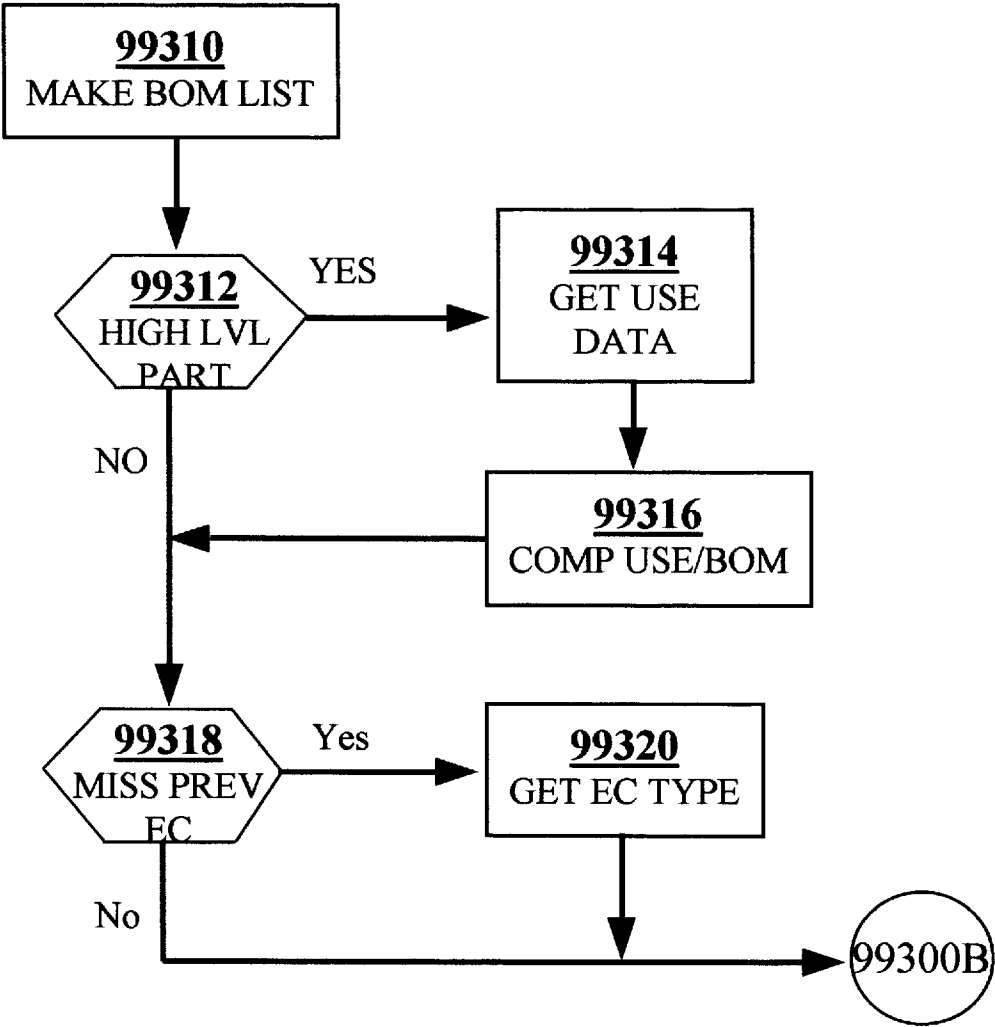 99310
MAKE BOM LIST
99312
HIGH LVL
PART
YES
99314
GET USE
DATA
NO
99316
COMP USE/BOM
99318
MISS PREV
EC
Yes
99320
GET EC TYPE
No
99300B